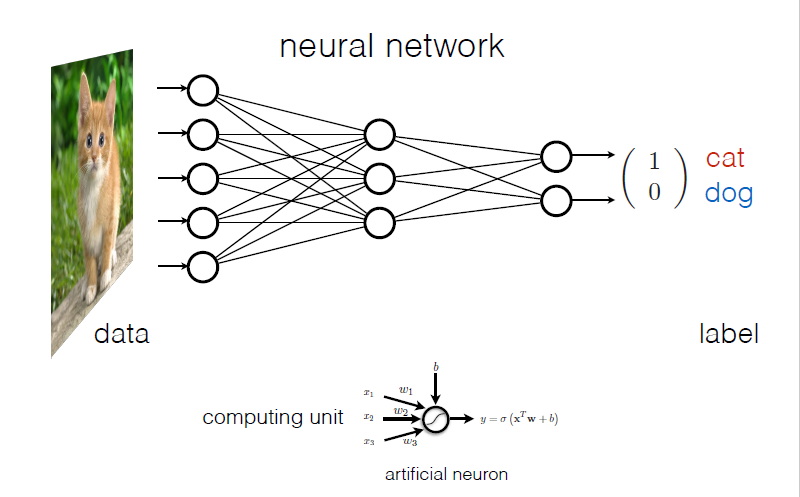 neural network
1 cat
0 dog
data
label
b
x₁ w₁
computing unit x₂ w₂ y = σ (xᵀw + b)
x₃ w₃
artificial neuron